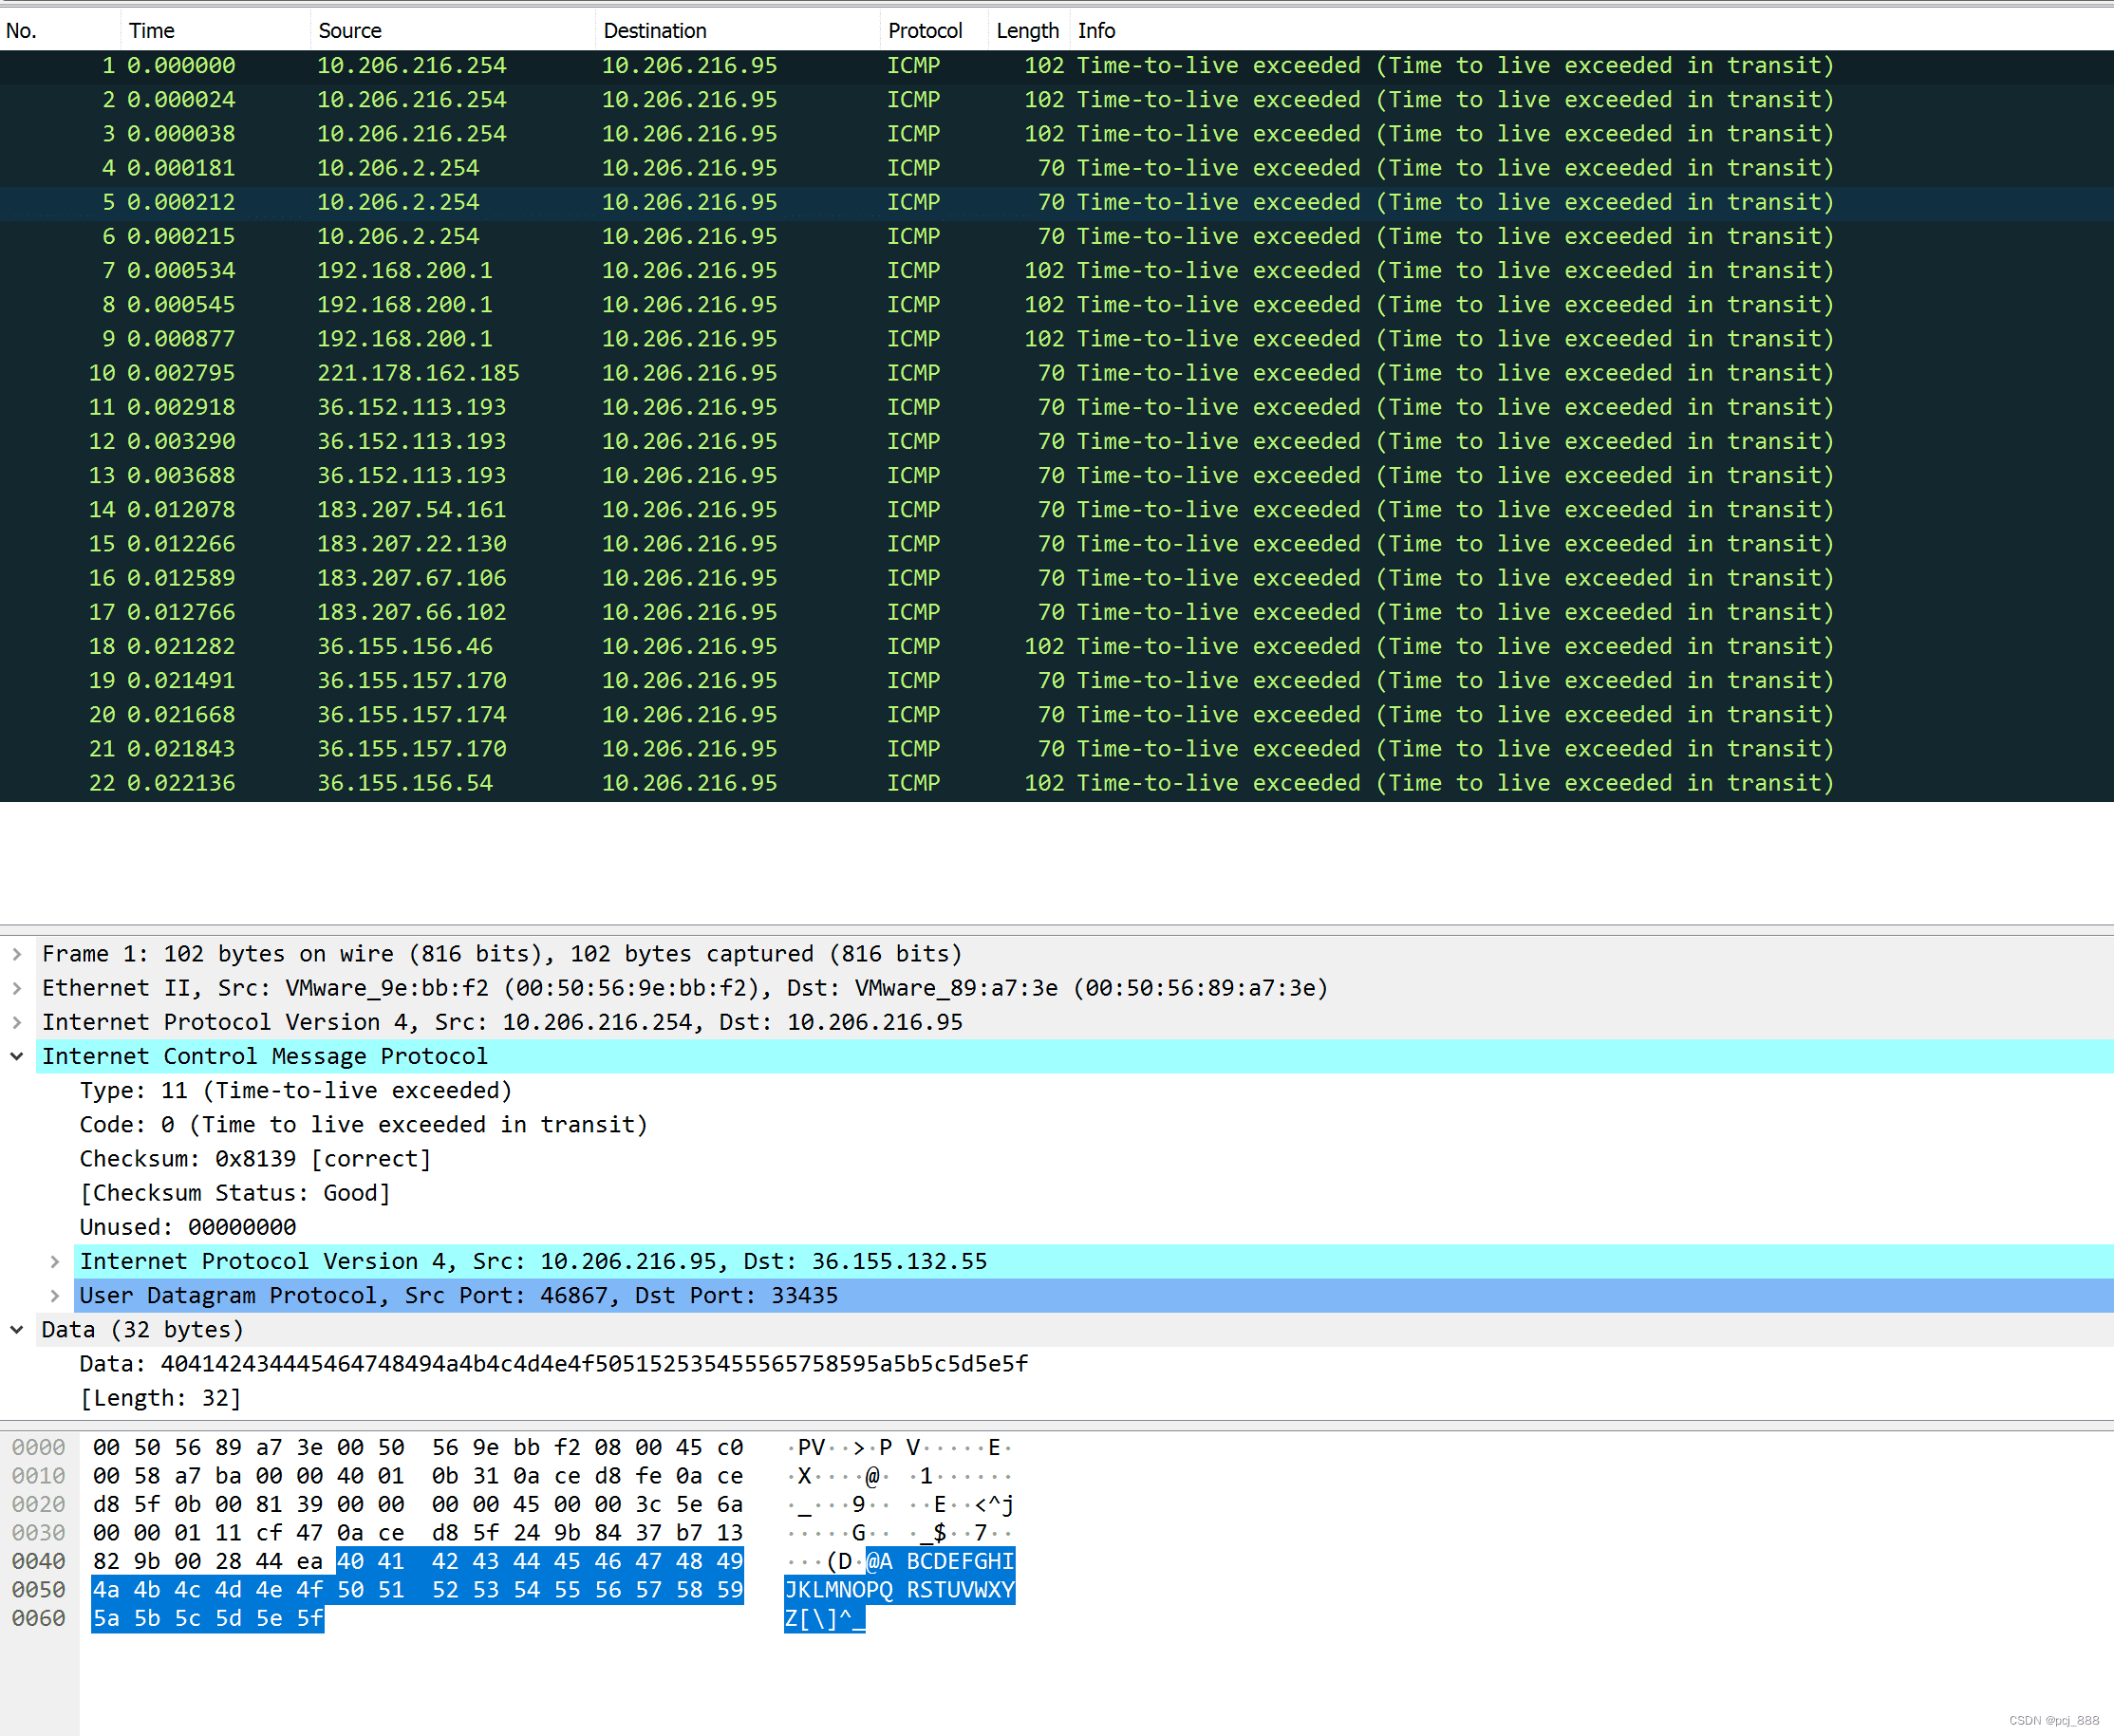 No. Time Source Destination Protocol Length Info
1 0.000000 10.206.216.254 10.206.216.95 ICMP 102 Time-to-live exceeded (Time to live exceeded in transit)
2 0.000024 10.206.216.254 10.206.216.95 ICMP 102 Time-to-live exceeded (Time to live exceeded in transit)
3 0.000038 10.206.216.254 10.206.216.95 ICMP 102 Time-to-live exceeded (Time to live exceeded in transit)
4 0.000181 10.206.2.254 10.206.216.95 ICMP 70 Time-to-live exceeded (Time to live exceeded in transit)
5 0.000212 10.206.2.254 10.206.216.95 ICMP 70 Time-to-live exceeded (Time to live exceeded in transit)
6 0.000215 10.206.2.254 10.206.216.95 ICMP 70 Time-to-live exceeded (Time to live exceeded in transit)
7 0.000534 192.168.200.1 10.206.216.95 ICMP 102 Time-to-live exceeded (Time to live exceeded in transit)
8 0.000545 192.168.200.1 10.206.216.95 ICMP 102 Time-to-live exceeded (Time to live exceeded in transit)
9 0.000877 192.168.200.1 10.206.216.95 ICMP 102 Time-to-live exceeded (Time to live exceeded in transit)
10 0.002795 221.178.162.185 10.206.216.95 ICMP 70 Time-to-live exceeded (Time to live exceeded in transit)
11 0.002918 36.152.113.193 10.206.216.95 ICMP 70 Time-to-live exceeded (Time to live exceeded in transit)
12 0.003290 36.152.113.193 10.206.216.95 ICMP 70 Time-to-live exceeded (Time to live exceeded in transit)
13 0.003688 36.152.113.193 10.206.216.95 ICMP 70 Time-to-live exceeded (Time to live exceeded in transit)
14 0.012078 183.207.54.161 10.206.216.95 ICMP 70 Time-to-live exceeded (Time to live exceeded in transit)
15 0.012266 183.207.22.130 10.206.216.95 ICMP 70 Time-to-live exceeded (Time to live exceeded in transit)
16 0.012589 183.207.67.106 10.206.216.95 ICMP 70 Time-to-live exceeded (Time to live exceeded in transit)
17 0.012766 183.207.66.102 10.206.216.95 ICMP 70 Time-to-live exceeded (Time to live exceeded in transit)
18 0.021282 36.155.156.46 10.206.216.95 ICMP 102 Time-to-live exceeded (Time to live exceeded in transit)
19 0.021491 36.155.157.170 10.206.216.95 ICMP 70 Time-to-live exceeded (Time to live exceeded in transit)
20 0.021668 36.155.157.174 10.206.216.95 ICMP 70 Time-to-live exceeded (Time to live exceeded in transit)
21 0.021843 36.155.157.170 10.206.216.95 ICMP 70 Time-to-live exceeded (Time to live exceeded in transit)
22 0.022136 36.155.156.54 10.206.216.95 ICMP 102 Time-to-live exceeded (Time to live exceeded in transit)
Frame 1: 102 bytes on wire (816 bits), 102 bytes captured (816 bits)
Ethernet II, Src: VMware_9e:bb:f2 (00:50:56:9e:bb:f2), Dst: VMware_89:a7:3e (00:50:56:89:a7:3e)
Internet Protocol Version 4, Src: 10.206.216.254, Dst: 10.206.216.95
Internet Control Message Protocol
Type: 11 (Time-to-live exceeded)
Code: 0 (Time to live exceeded in transit)
Checksum: 0x8139 [correct]
[Checksum Status: Good]
Unused: 00000000
Internet Protocol Version 4, Src: 10.206.216.95, Dst: 36.155.132.55
User Datagram Protocol, Src Port: 46867, Dst Port: 33435
Data (32 bytes)
Data: 404142434445464748494a4b4c4d4e4f505152535455565758595a5b5c5d5e5f
[Length: 32]
0000 00 50 56 89 a7 3e 00 50 56 9e bb f2 08 00 45 c0 ·PV··>·P V·····E·
0010 00 58 a7 ba 00 00 40 01 0b 31 0a ce d8 fe 0a ce ·X····@· ·1······
0020 d8 5f 0b 00 81 39 00 00 00 00 45 00 00 3c 5e 6a ·_···9·· ··E··<^j
0030 00 00 01 11 cf 47 0a ce d8 5f 24 9b 84 37 b7 13 ·····G·· ·_$··7··
0040 82 9b 00 28 44 ea 40 41 42 43 44 45 46 47 48 49 ···(D·@A BCDEFGHI
0050 4a 4b 4c 4d 4e 4f 50 51 52 53 54 55 56 57 58 59 JKLMNOPQ RSTUVWXY
0060 5a 5b 5c 5d 5e 5f Z[\]^_
CSDN @pcj_888